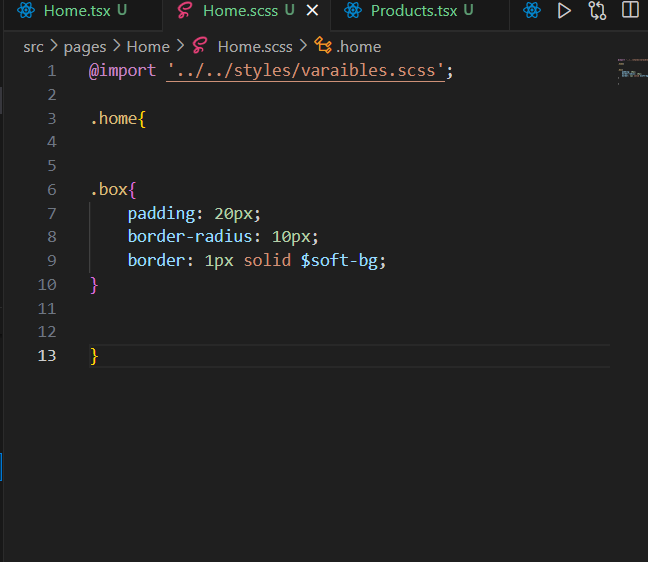 Home.tsx U Home.scss U Products.tsx U
src > pages > Home > Home.scss > .home
1 @import '../../styles/varaibles.scss';
2
3 .home{
4
5
6 .box{
7 padding: 20px;
8 border-radius: 10px;
9 border: 1px solid $soft-bg;
10 }
11
12
13 }